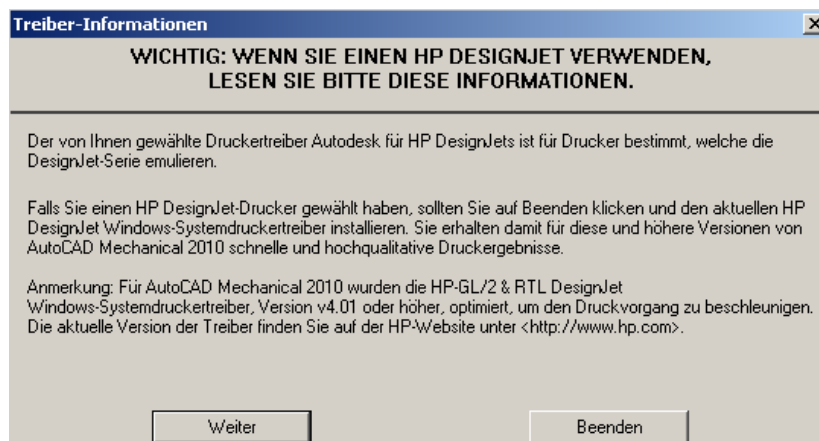 Treiber-Informationen
WICHTIG: WENN SIE EINEN HP DESIGNJET VERWENDEN,
LESEN SIE BITTE DIESE INFORMATIONEN.
Der von Ihnen gewählte Druckertreiber Autodesk für HP DesignJets ist für Drucker bestimmt, welche die
DesignJet-Serie emulieren.
Falls Sie einen HP DesignJet-Drucker gewählt haben, sollten Sie auf Beenden klicken und den aktuellen HP
DesignJet Windows-Systemdruckertreiber installieren. Sie erhalten damit für diese und höhere Versionen von
AutoCAD Mechanical 2010 schnelle und hochqualitative Druckergebnisse.
Anmerkung: Für AutoCAD Mechanical 2010 wurden die HP-GL/2 & RTL DesignJet
Windows-Systemdruckertreiber, Version v4.01 oder höher, optimiert, um den Druckvorgang zu beschleunigen.
Die aktuelle Version der Treiber finden Sie auf der HP-Website unter <http://www.hp.com>.
Weiter
Beenden